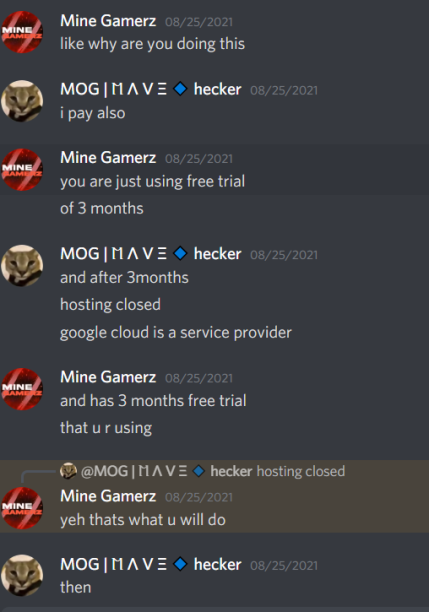 Mine Gamerz 08/25/2021
like why are you doing this
MOG | ⲘΛVΞ 🔷 hecker 08/25/2021
i pay also
MINE GAMERZ
Mine Gamerz 08/25/2021
you are just using free trial
of 3 months
MOG | ⲘΛVΞ 🔷 hecker 08/25/2021
and after 3months
hosting closed
google cloud is a service provider
MINE GAMERZ
Mine Gamerz 08/25/2021
and has 3 months free trial
that u r using
@MOG | ⲘΛVΞ 🔷 hecker hosting closed
MINE GAMERZ
Mine Gamerz 08/25/2021
yeh thats what u will do
MOG | ⲘΛVΞ 🔷 hecker 08/25/2021
then